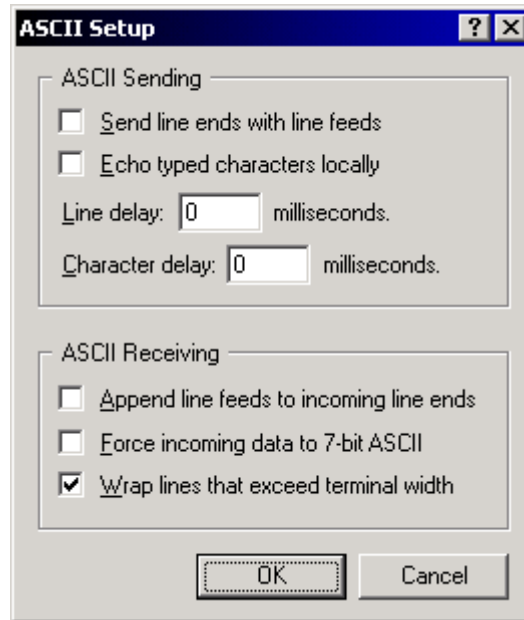 ASCII Setup
ASCII Sending
Send line ends with line feeds
Echo typed characters locally
Line delay: 0 milliseconds.
Character delay: 0 milliseconds.
ASCII Receiving
Append line feeds to incoming line ends
Force incoming data to 7-bit ASCII
Wrap lines that exceed terminal width
OK Cancel